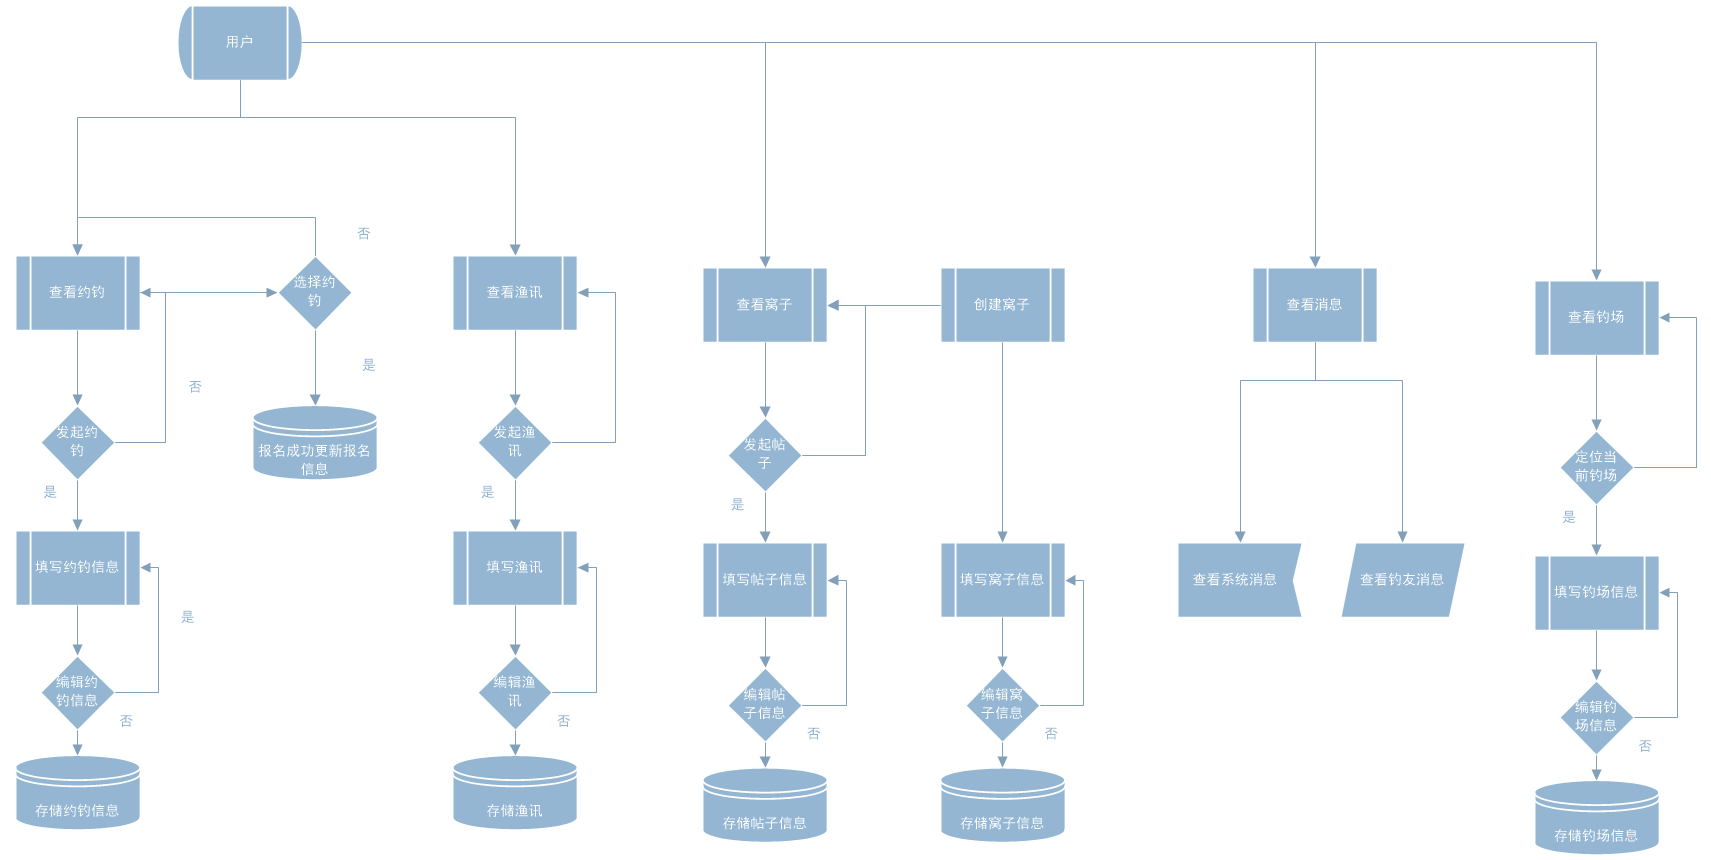 用户
否
选择约
钓
查看约钓
查看渔讯
查看窝子
创建窝子
查看消息
查看钓场
是
否
发起约
钓
报名成功更新报名
信息
发起渔
讯
发起帖
子
定位当
前钓场
是
是
是
是
填写约钓信息
填写渔讯
填写帖子信息
填写窝子信息
查看系统消息
查看钓友消息
填写钓场信息
是
编辑约
钓信息
编辑渔
讯
编辑帖
子信息
编辑窝
子信息
编辑钓
场信息
否
否
否
否
否
存储约钓信息
存储渔讯
存储帖子信息
存储窝子信息
存储钓场信息